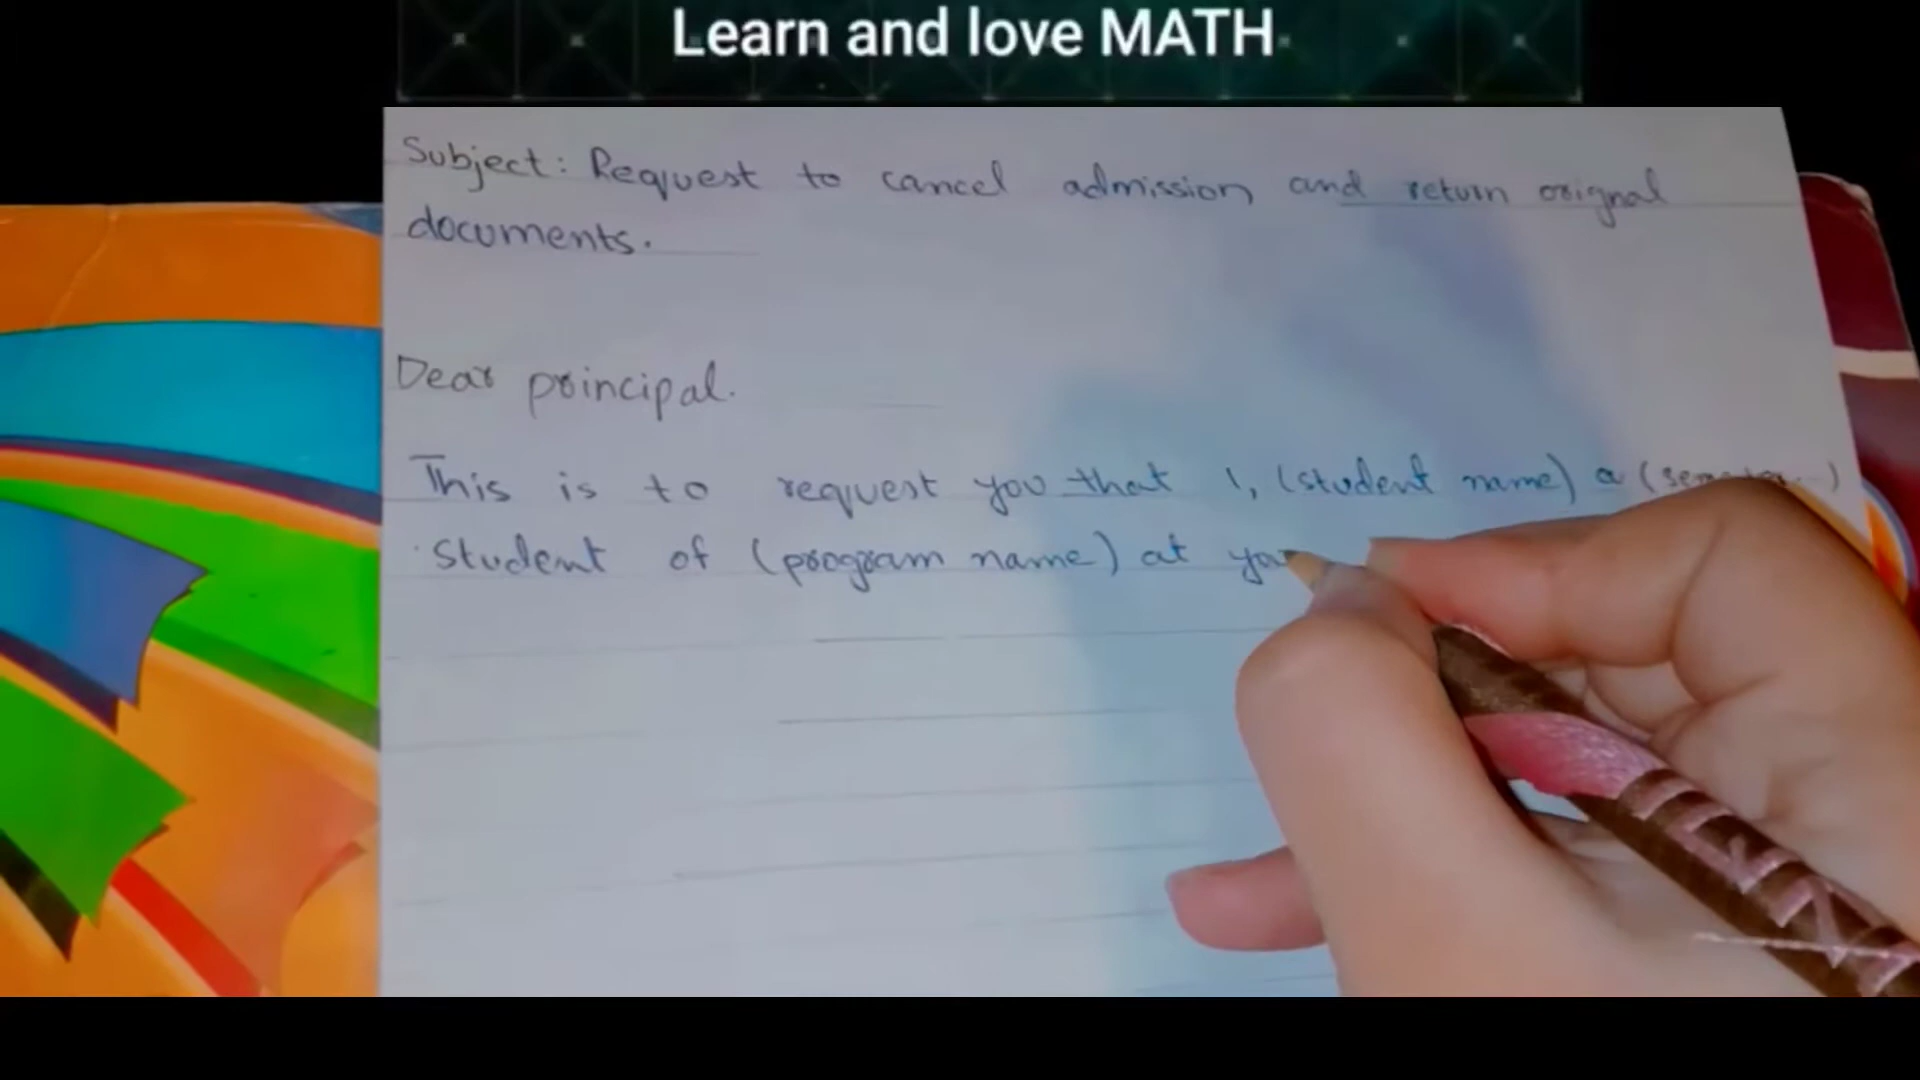 Learn and love MATH
Subject: Request to cancel admission and return orignal
documents.
Dear principal.
This is to request you that I, (student name) a
Student of (program name) at you